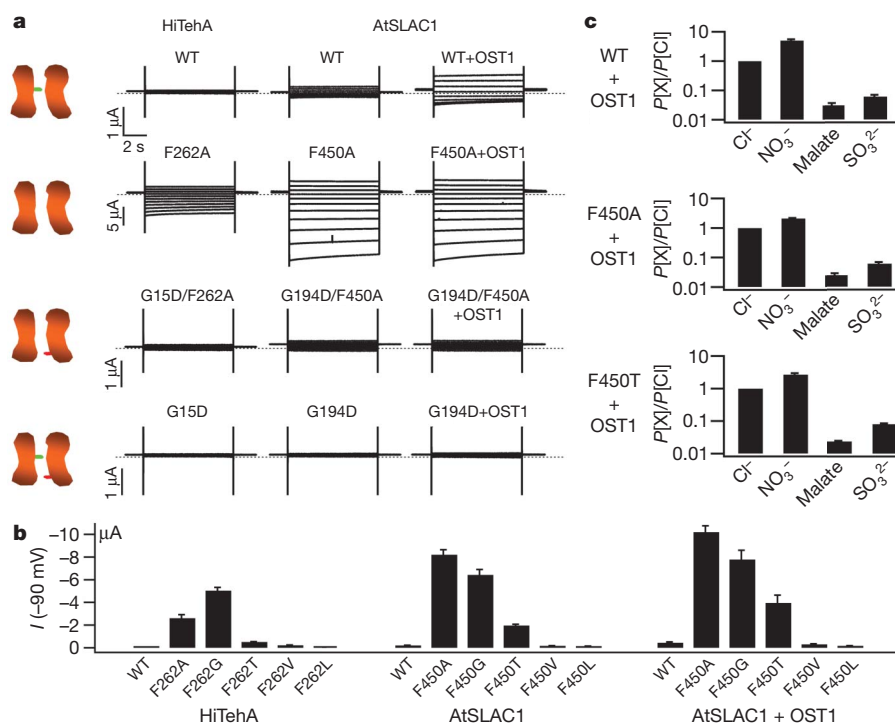 a
HiTehA
AtSLAC1
WT
WT
WT+OST1
1 µA
2 s
F262A
F450A
F450A+OST1
5 µA
G15D/F262A
G194D/F450A
G194D/F450A
+OST1
1 µA
G15D
G194D
G194D+OST1
1 µA
c
WT
+
OST1
P[X]/P[Cl]
10
1
0.1
0.01
Cl⁻
NO₃⁻
Malate
SO₃²⁻
F450A
+
OST1
P[X]/P[Cl]
10
1
0.1
0.01
Cl⁻
NO₃⁻
Malate
SO₃²⁻
F450T
+
OST1
P[X]/P[Cl]
10
1
0.1
0.01
Cl⁻
NO₃⁻
Malate
SO₃²⁻
b
µA
I (–90 mV)
–10
–8
–6
–4
–2
0
WT
F262A
F262G
F262T
F262V
F262L
HiTehA
WT
F450A
F450G
F450T
F450V
F450L
AtSLAC1
WT
F450A
F450G
F450T
F450V
F450L
AtSLAC1 + OST1